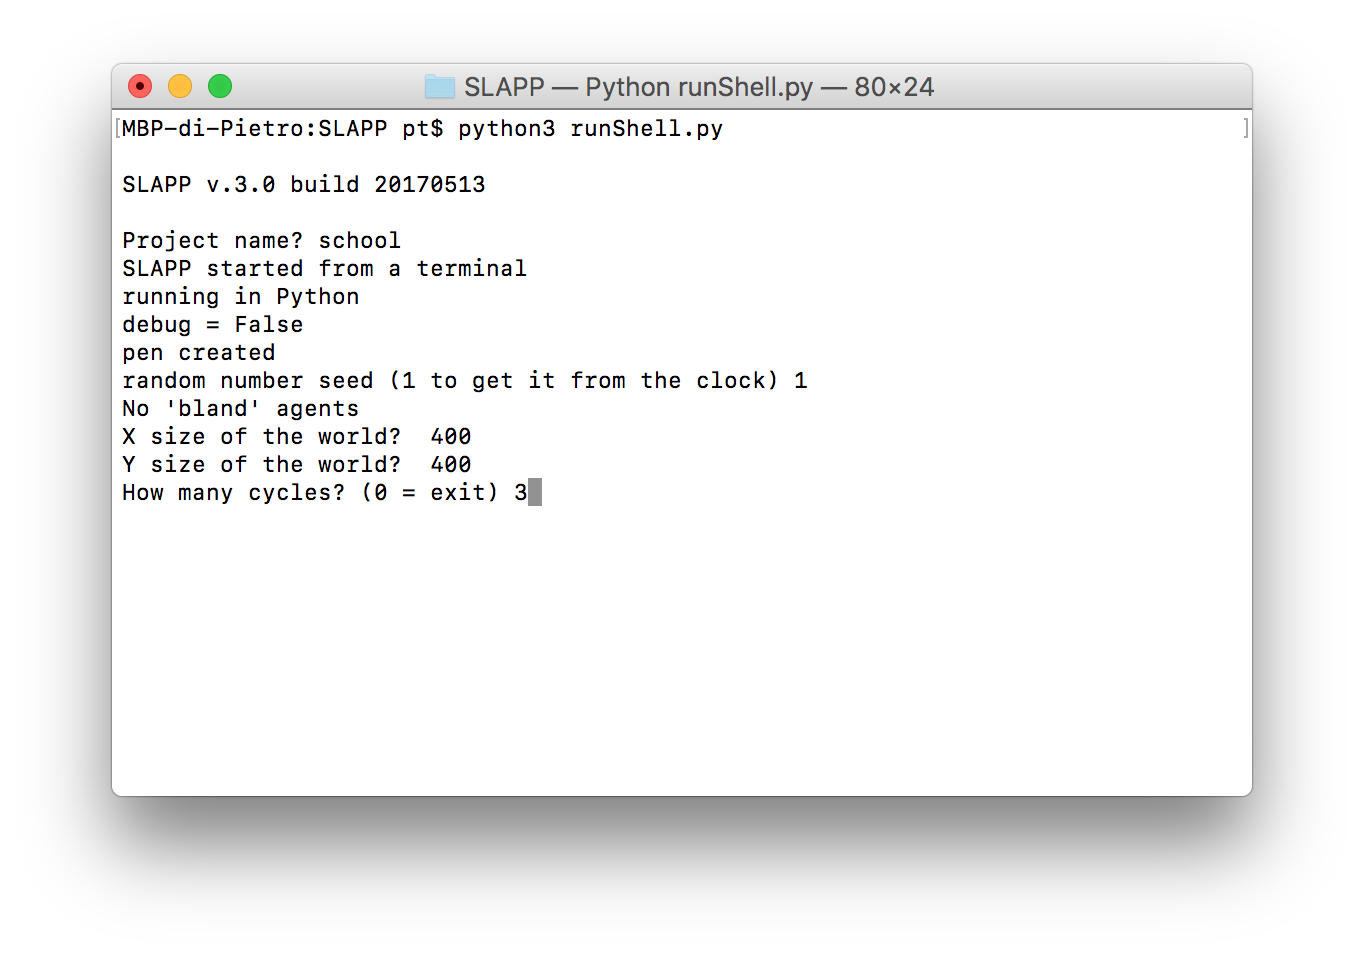 SLAPP — Python runShell.py — 80×24
[MBP-di-Pietro:SLAPP pt$ python3 runShell.py ]
SLAPP v.3.0 build 20170513
Project name? school
SLAPP started from a terminal
running in Python
debug = False
pen created
random number seed (1 to get it from the clock) 1
No 'bland' agents
X size of the world?  400
Y size of the world?  400
How many cycles? (0 = exit) 3